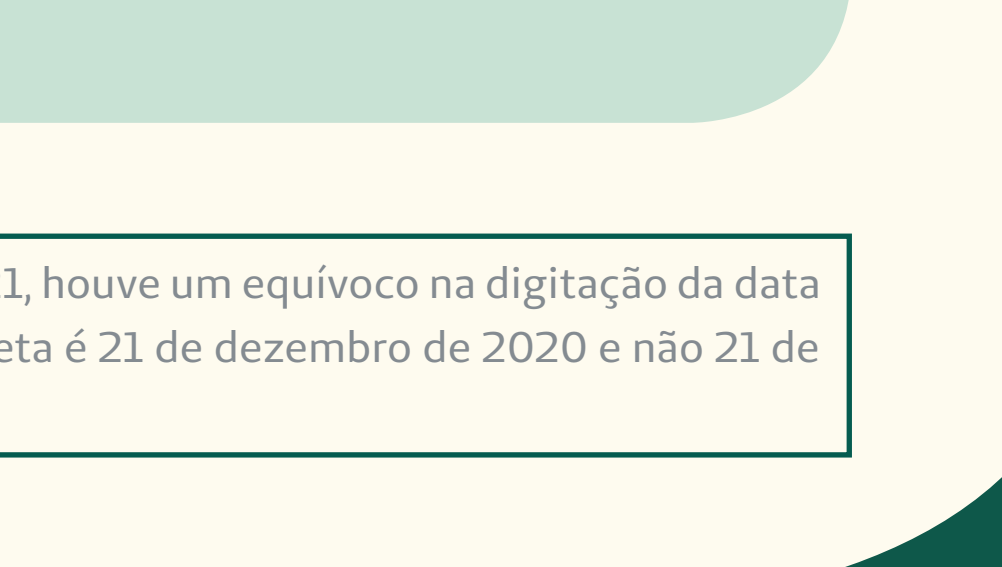 1, houve um equívoco na digitação da data
eta é 21 de dezembro de 2020 e não 21 de